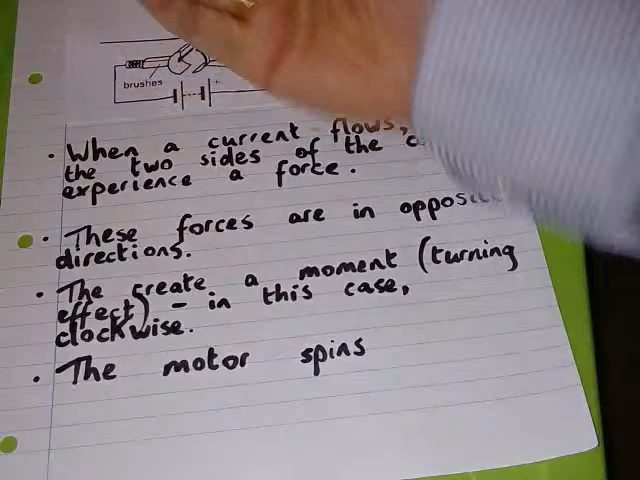 brushes
+
• When a current flows,
the two sides of the
experience a force.
• These forces are in
directions.
• The create a moment (turning
effect) – in this case,
clockwise.
• The motor spins